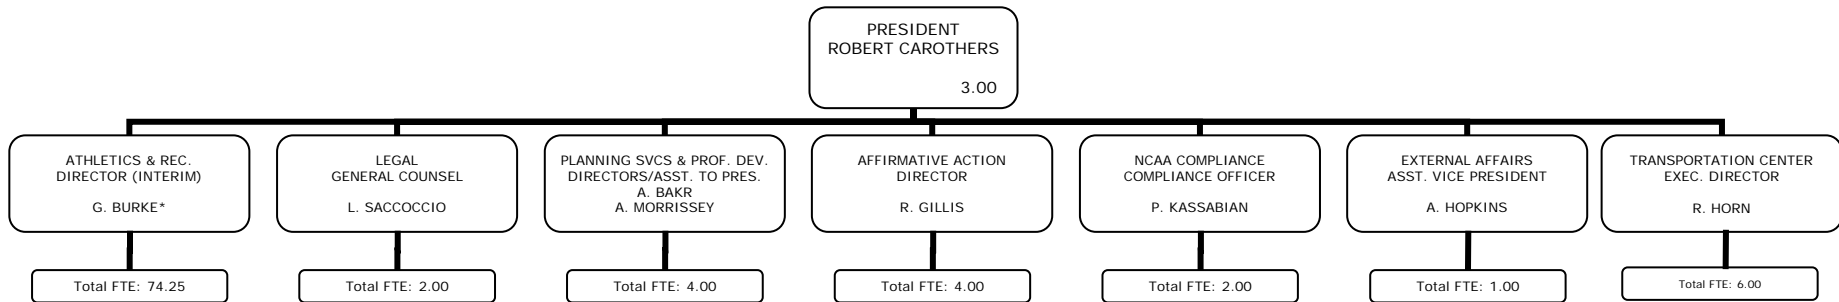 PRESIDENT
ROBERT CAROTHERS
3.00
ATHLETICS & REC.
DIRECTOR (INTERIM)
G. BURKE*
Total FTE: 74.25
LEGAL
GENERAL COUNSEL
L. SACCOCCIO
Total FTE: 2.00
PLANNING SVCS & PROF. DEV.
DIRECTORS/ASST. TO PRES.
A. BAKR
A. MORRISSEY
Total FTE: 4.00
AFFIRMATIVE ACTION
DIRECTOR
R. GILLIS
Total FTE: 4.00
NCAA COMPLIANCE
COMPLIANCE OFFICER
P. KASSABIAN
Total FTE: 2.00
EXTERNAL AFFAIRS
ASST. VICE PRESIDENT
A. HOPKINS
Total FTE: 1.00
TRANSPORTATION CENTER
EXEC. DIRECTOR
R. HORN
Total FTE: 6.00